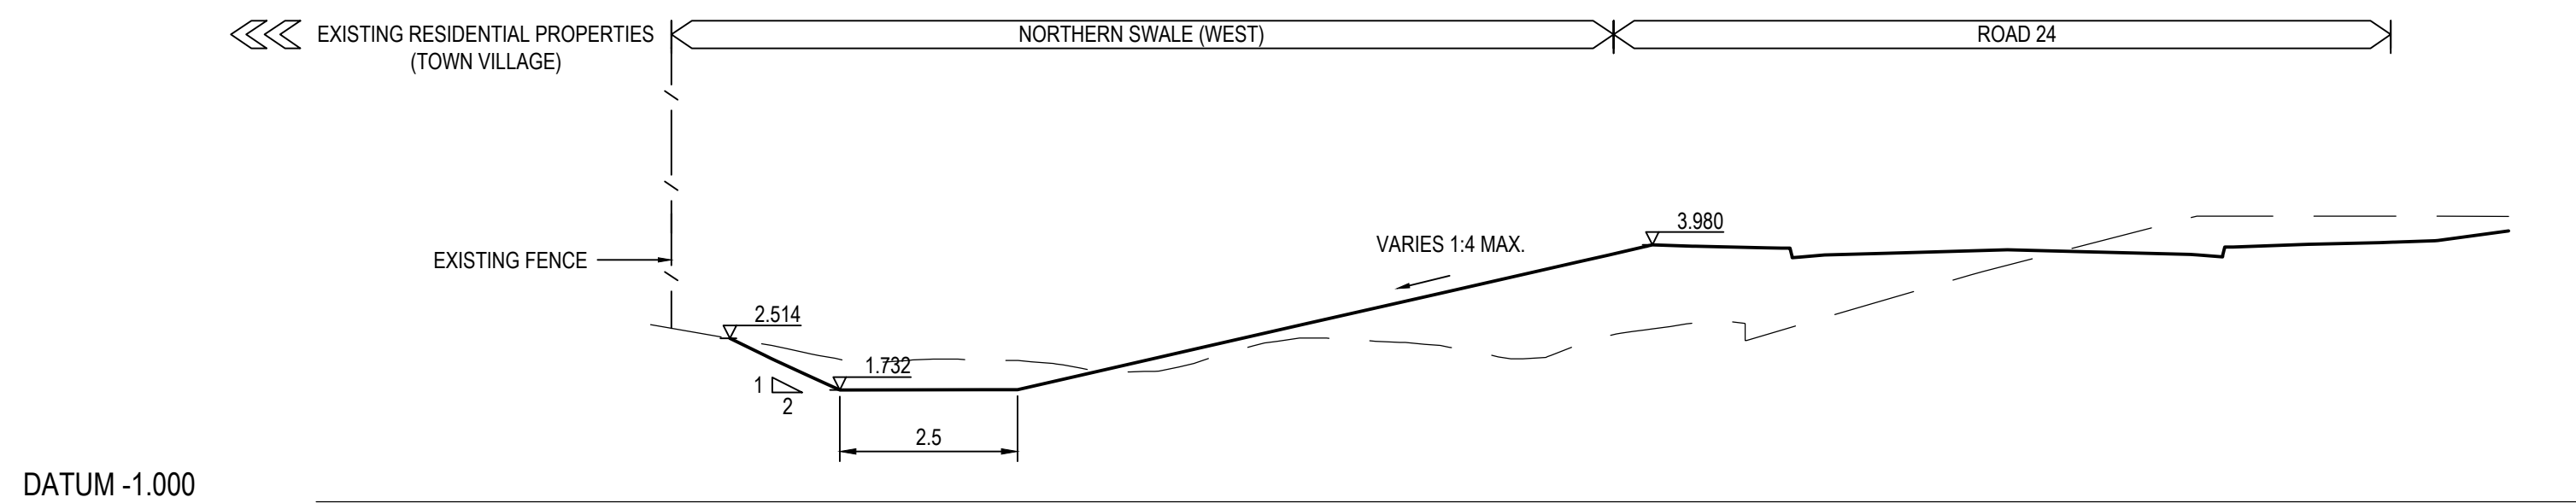 EXISTING RESIDENTIAL PROPERTIES
(TOWN VILLAGE)
NORTHERN SWALE (WEST)
ROAD 24
3.980
VARIES 1:4 MAX.
EXISTING FENCE
2.514
1.732
1
2
2.5
DATUM -1.000